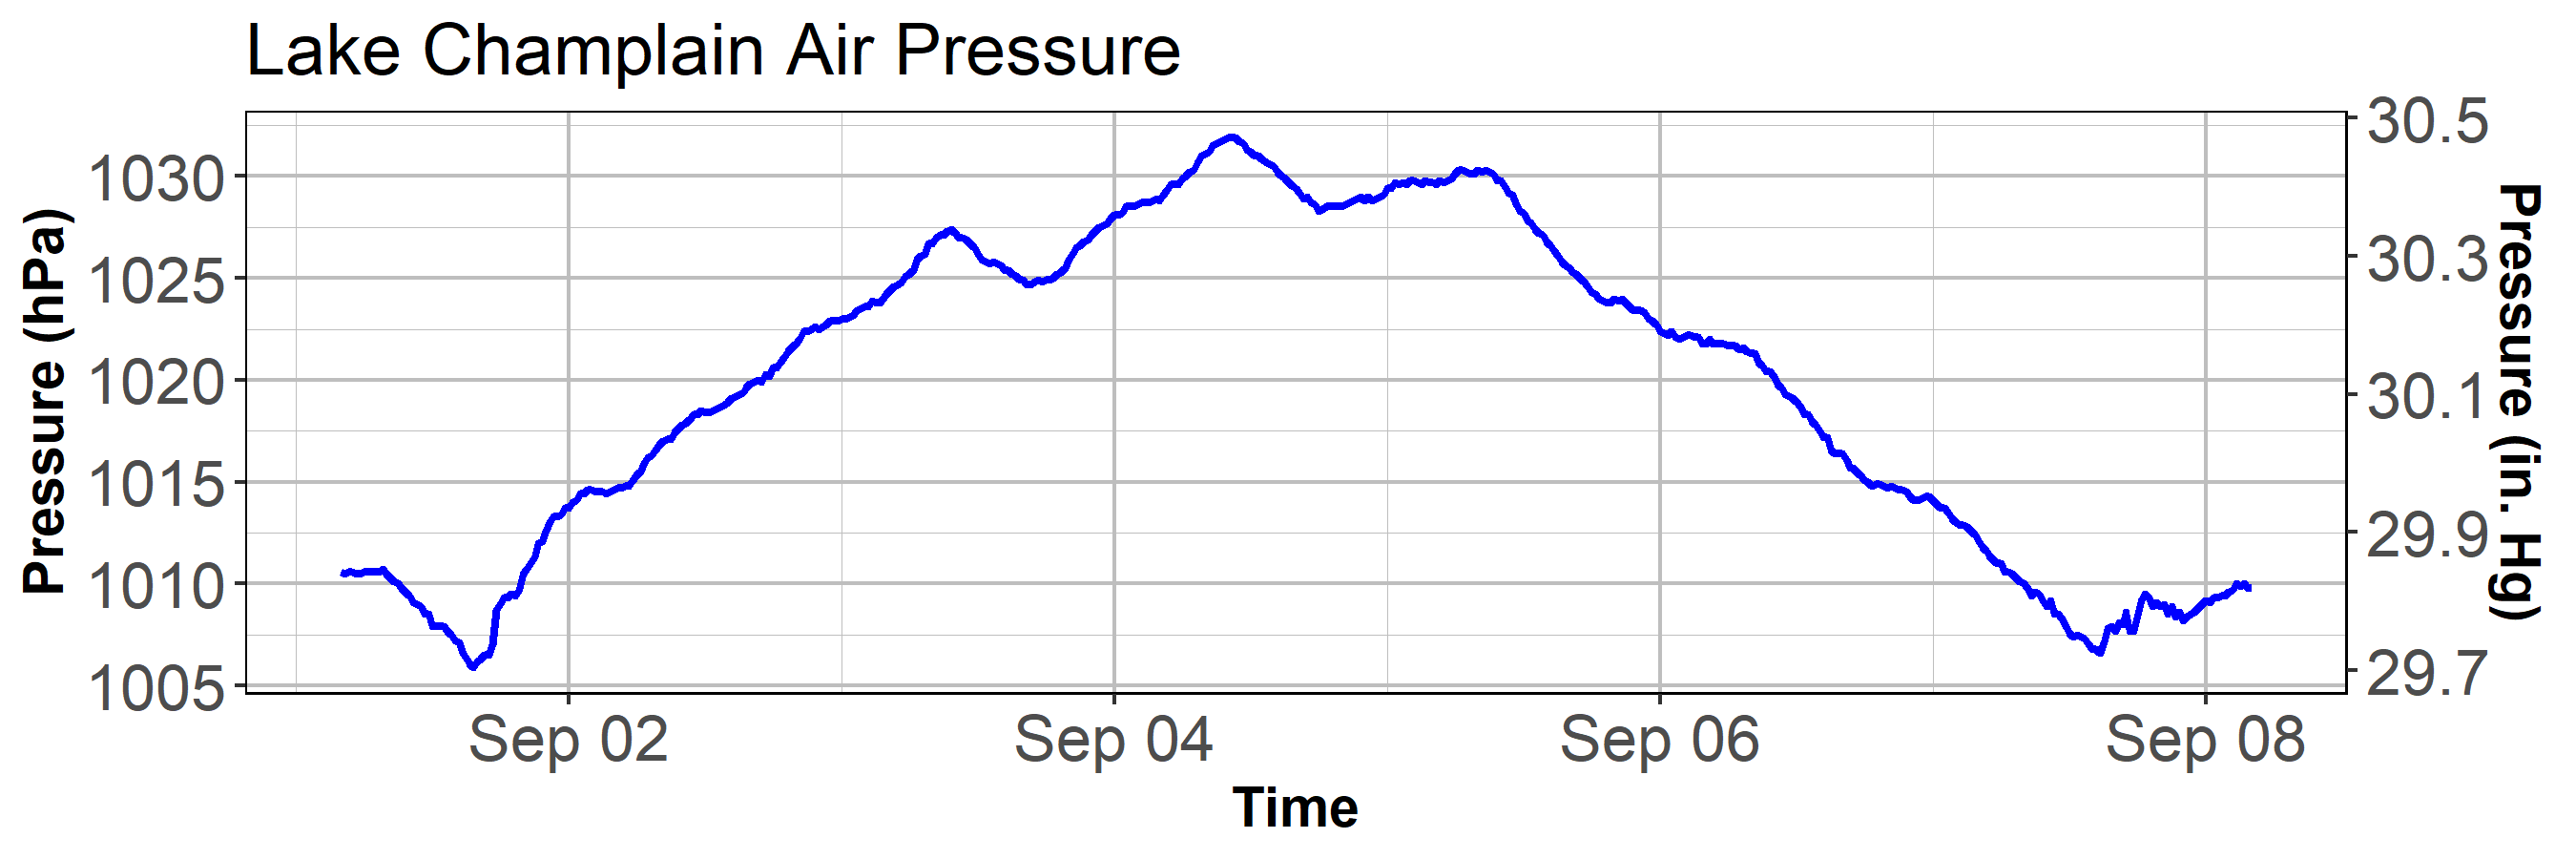 Lake Champlain Air Pressure
Pressure (hPa)
1030
1025
1020
1015
1010
1005
30.5
30.3
30.1
29.9
29.7
Pressure (in. Hg)
Sep 02 Sep 04 Sep 06 Sep 08
Time